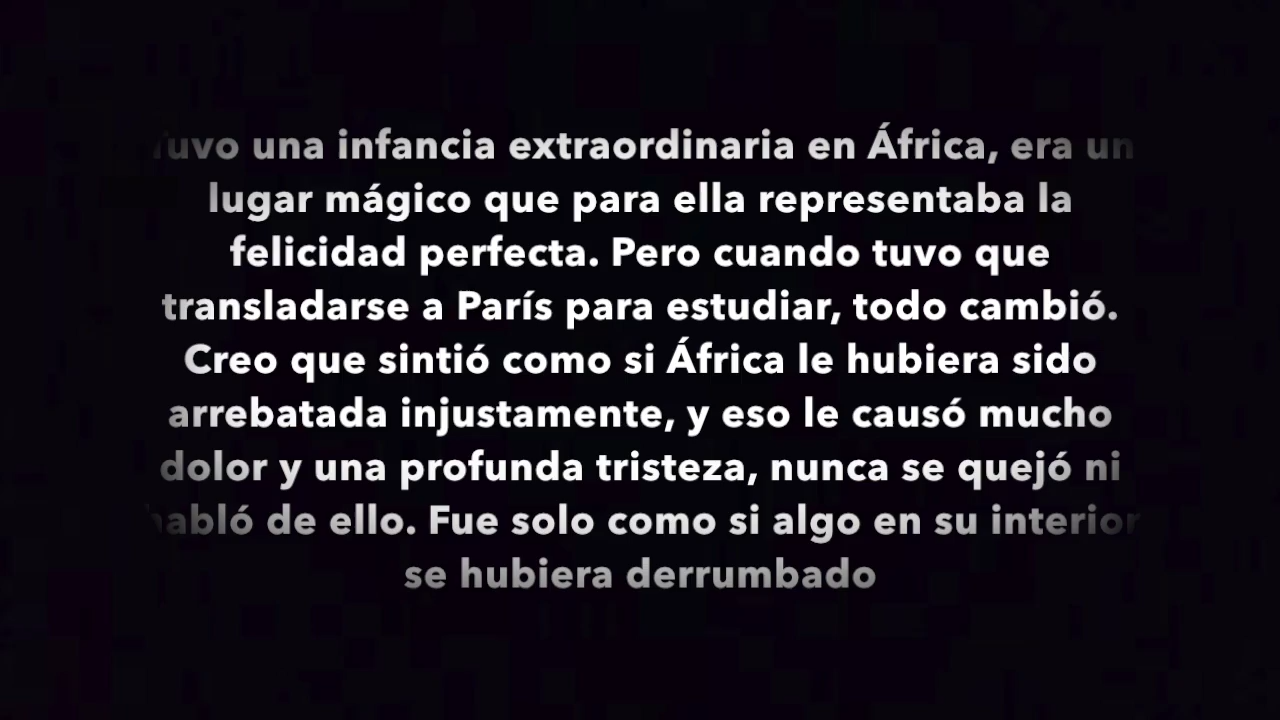 Tuvo una infancia extraordinaria en África, era un
lugar mágico que para ella representaba la
felicidad perfecta. Pero cuando tuvo que
transladarse a París para estudiar, todo cambió.
Creo que sintió como si África le hubiera sido
arrebatada injustamente, y eso le causó mucho
dolor y una profunda tristeza, nunca se quejó ni
habló de ello. Fue solo como si algo en su interior
se hubiera derrumbado